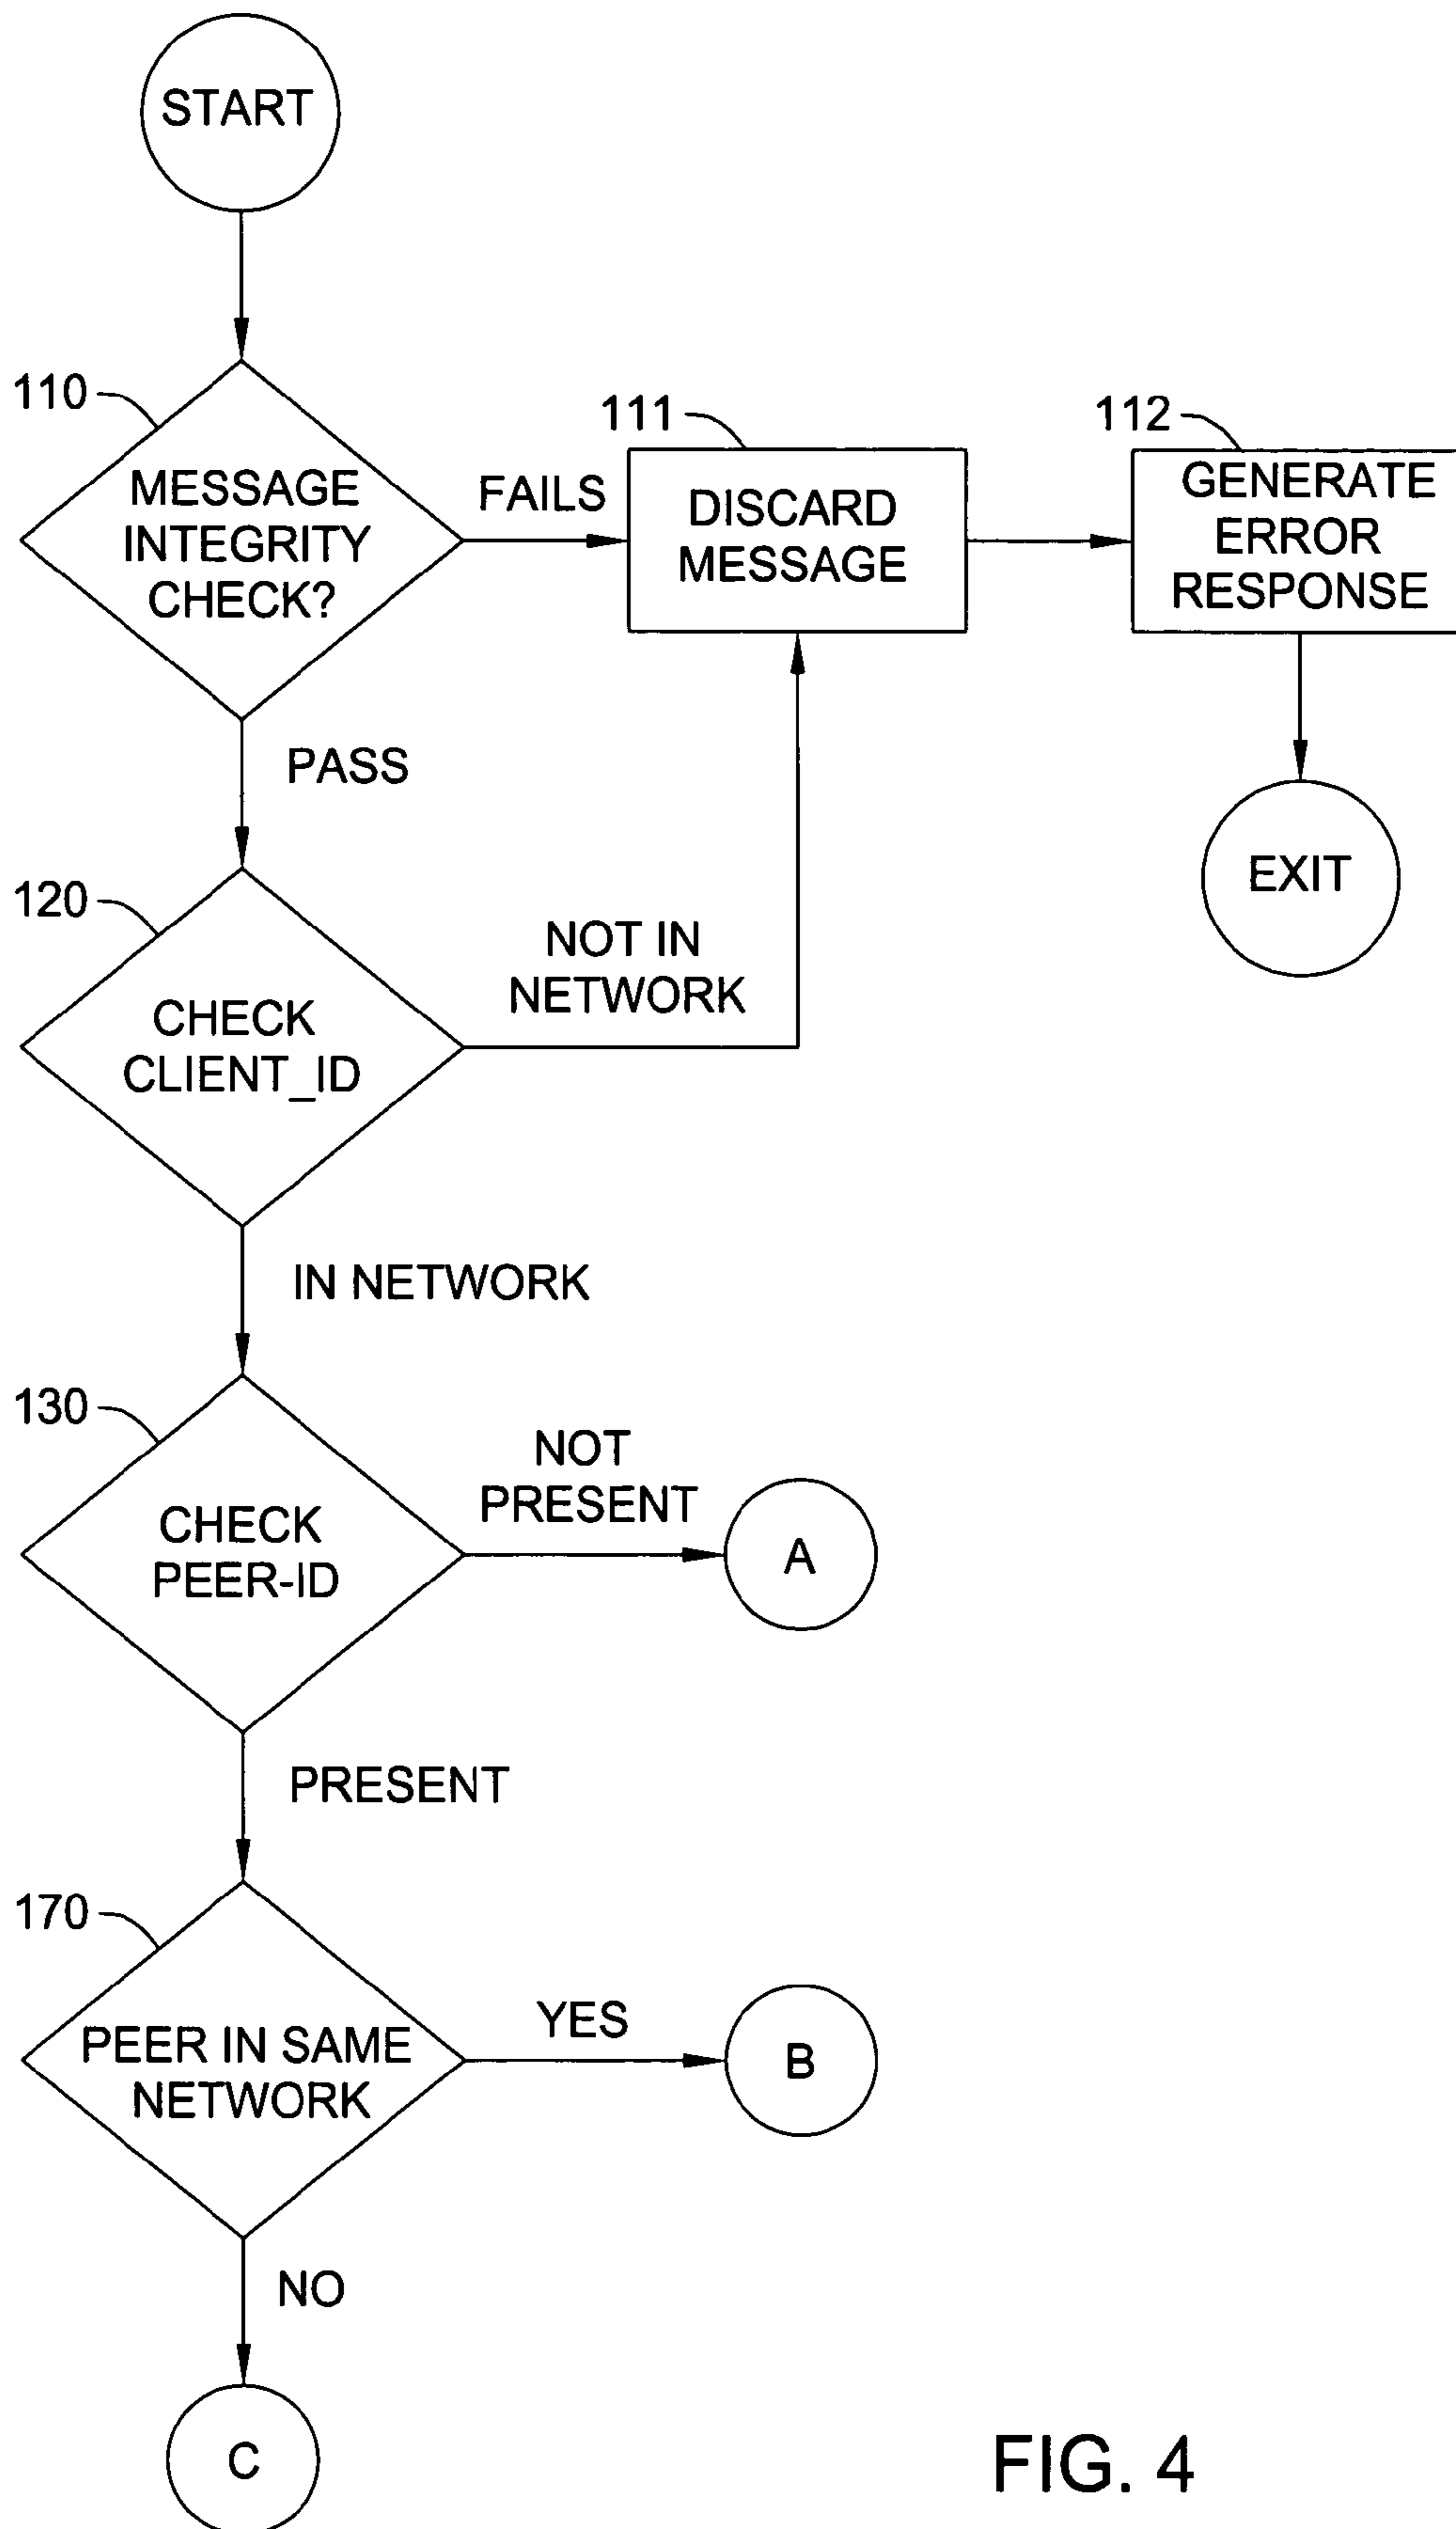 START
110
MESSAGE
INTEGRITY
CHECK?
FAILS
111
DISCARD
MESSAGE
112
GENERATE
ERROR
RESPONSE
EXIT
PASS
120
CHECK
CLIENT_ID
NOT IN
NETWORK
IN NETWORK
130
CHECK
PEER-ID
NOT
PRESENT
A
PRESENT
170
PEER IN SAME
NETWORK
YES
B
NO
C
FIG. 4